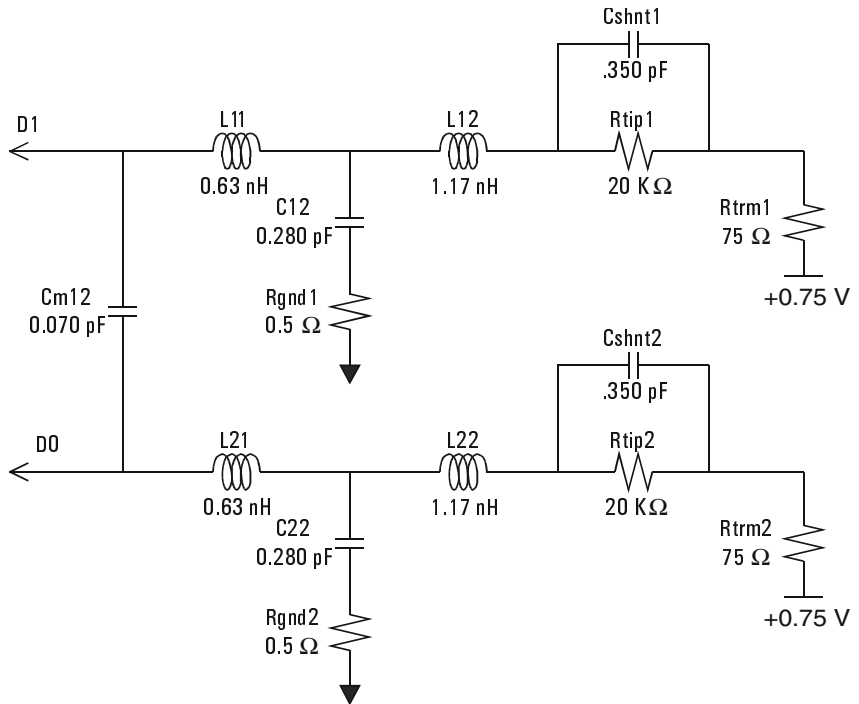 Cshnt1
.350 pF
D1
L11
0.63 nH
L12
1.17 nH
Rtip1
20 KΩ
C12
0.280 pF
Rtrm1
75 Ω
+0.75 V
Cm12
0.070 pF
Rgnd1
0.5 Ω
Cshnt2
.350 pF
D0
L21
0.63 nH
L22
1.17 nH
Rtip2
20 KΩ
C22
0.280 pF
Rtrm2
75 Ω
+0.75 V
Rgnd2
0.5 Ω